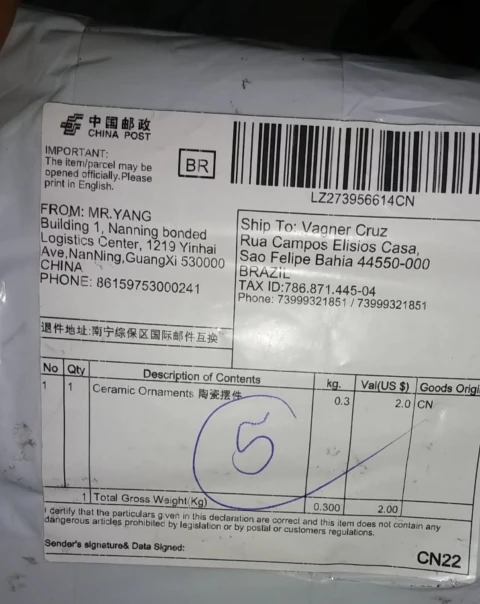 中国邮政
CHINA POST
IMPORTANT:
The item/parcel may be
opened officially.Please
print in English.
BR
LZ273956614CN
FROM: MR.YANG
Building 1, Nanning bonded
Logistics Center, 1219 Yinhai
Ave,NanNing,GuangXi 530000
CHINA
PHONE: 86159753000241
Ship To: Vagner Cruz
Rua Campos Elisios Casa,
Sao Felipe Bahia 44550-000
BRAZIL
TAX ID:786.871.445-04
Phone: 73999321851 / 73999321851
退件地址:南宁综保区国际邮件互换
No Qty Description of Contents kg. Val(US $) Goods Origi
1 1 Ceramic Ornaments 陶瓷摆件 0.3 2.0 CN
5
1 Total Gross Weight(Kg) 0.300 2.00
I certify that the particulars given in this declaration are correct and this item does not contain any
dangerous articles prohibited by legislation or by postal or customs regulations.
Sender's signature& Data Signed:
CN22